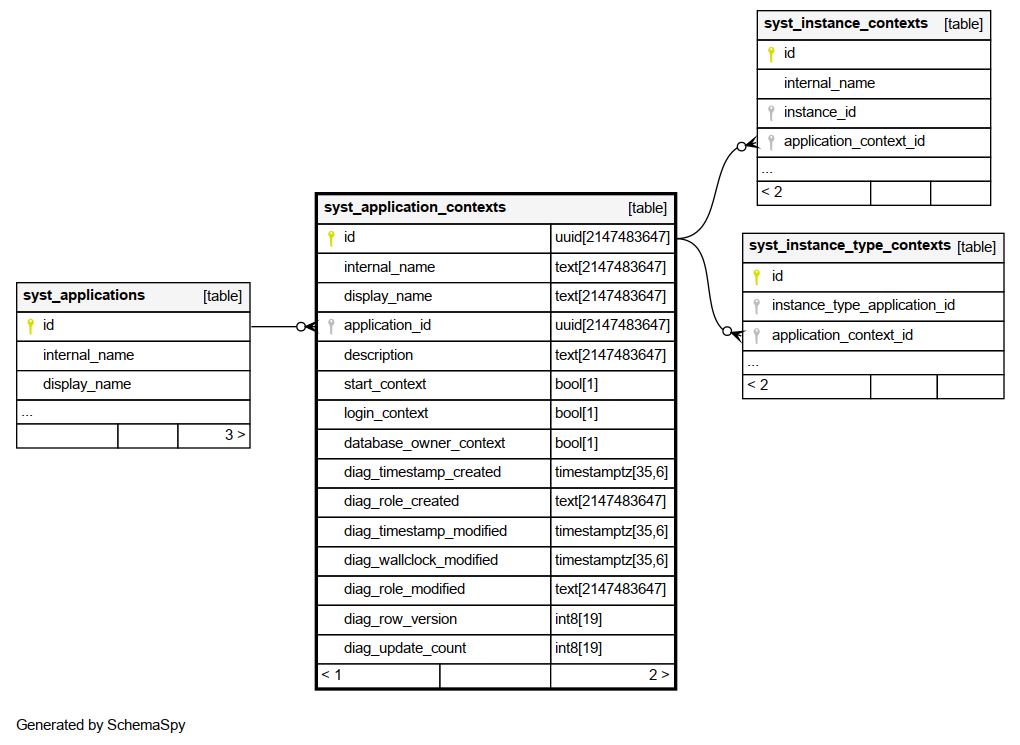 syst_instance_contexts [table]
id
internal_name
instance_id
application_context_id
...
< 2
syst_application_contexts [table]
id uuid[2147483647]
internal_name text[2147483647]
display_name text[2147483647]
application_id uuid[2147483647]
description text[2147483647]
start_context bool[1]
login_context bool[1]
database_owner_context bool[1]
diag_timestamp_created timestamptz[35,6]
diag_role_created text[2147483647]
diag_timestamp_modified timestamptz[35,6]
diag_wallclock_modified timestamptz[35,6]
diag_role_modified text[2147483647]
diag_row_version int8[19]
diag_update_count int8[19]
< 1 2 >
syst_instance_type_contexts [table]
id
instance_type_application_id
application_context_id
...
< 2
syst_applications [table]
id
internal_name
display_name
...
3 >
Generated by SchemaSpy